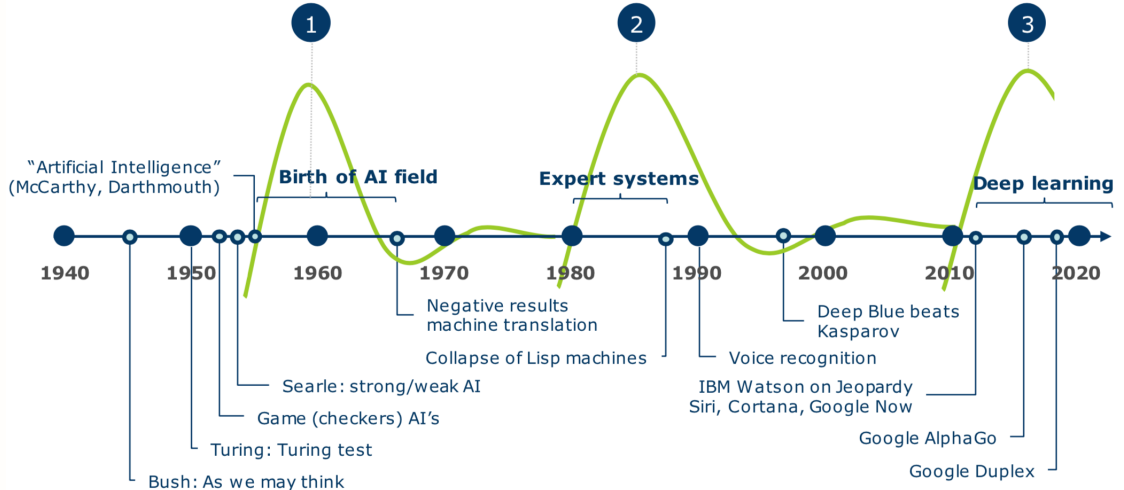 1
2
3
“Artificial Intelligence”
(McCarthy, Darthmouth)
Birth of AI field
Expert systems
Deep learning
1940
1950
1960
1970
1980
1990
2000
2010
2020
Negative results
machine translation
Deep Blue beats
Kasparov
Collapse of Lisp machines
Voice recognition
Searle: strong/weak AI
IBM Watson on Jeopardy
Siri, Cortana, Google Now
Game (checkers) AI’s
Google AlphaGo
Turing: Turing test
Google Duplex
Bush: As we may think